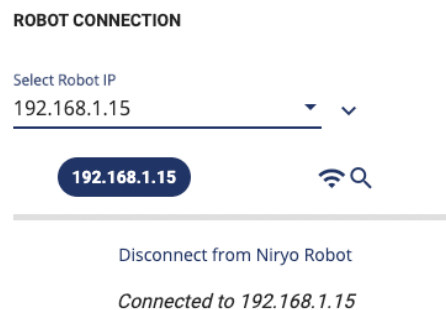 ROBOT CONNECTION
Select Robot IP
192.168.1.15
192.168.1.15
Disconnect from Niryo Robot
Connected to 192.168.1.15